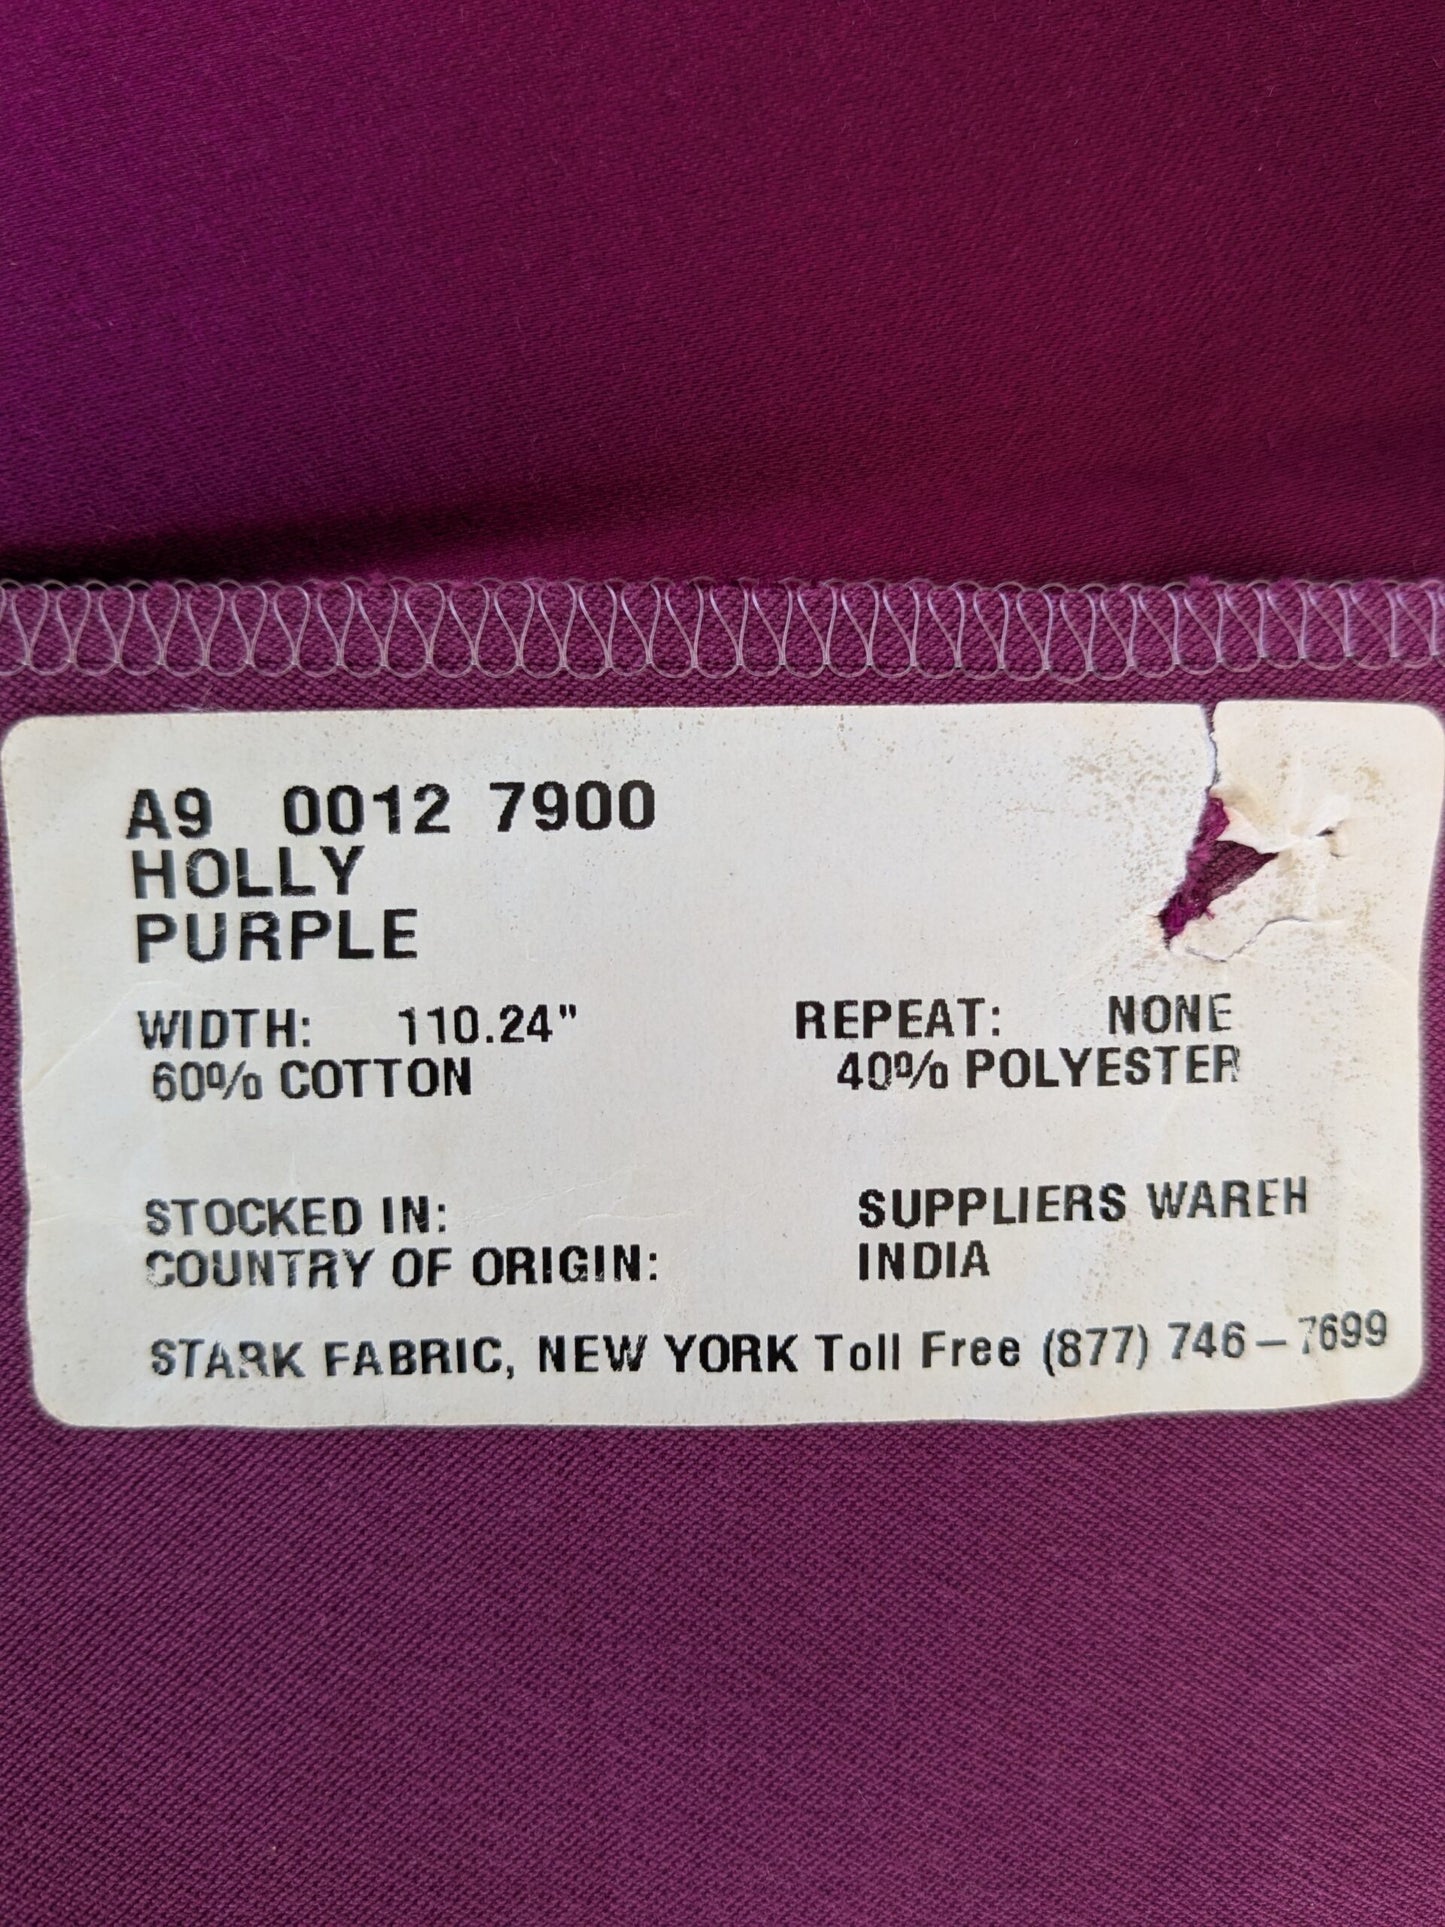 A9 0012 7900
HOLLY
PURPLE
WIDTH: 110.24" REPEAT: NONE
60% COTTON 40% POLYESTER
STOCKED IN: SUPPLIERS WAREH
COUNTRY OF ORIGIN: INDIA
STARK FABRIC, NEW YORK Toll Free (877) 746-7699